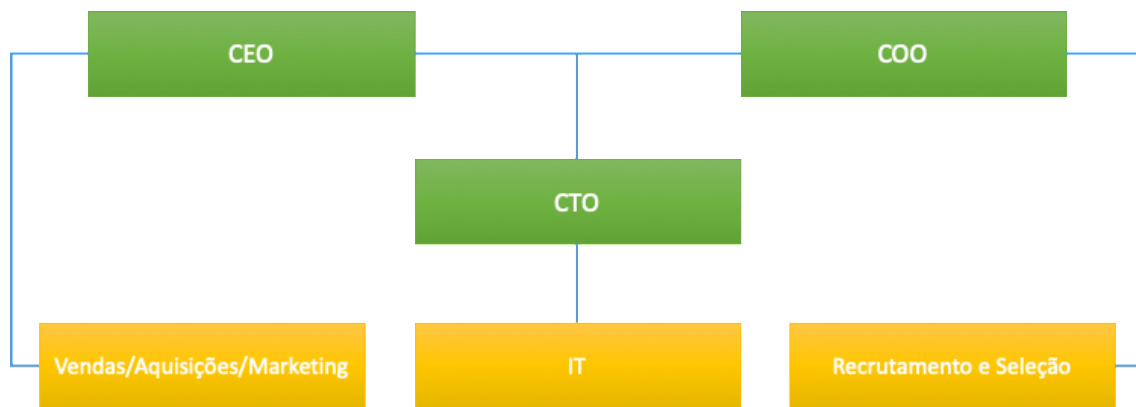 CEO
COO
CTO
Vendas/Aquisições/Marketing
IT
Recrutamento e Seleção